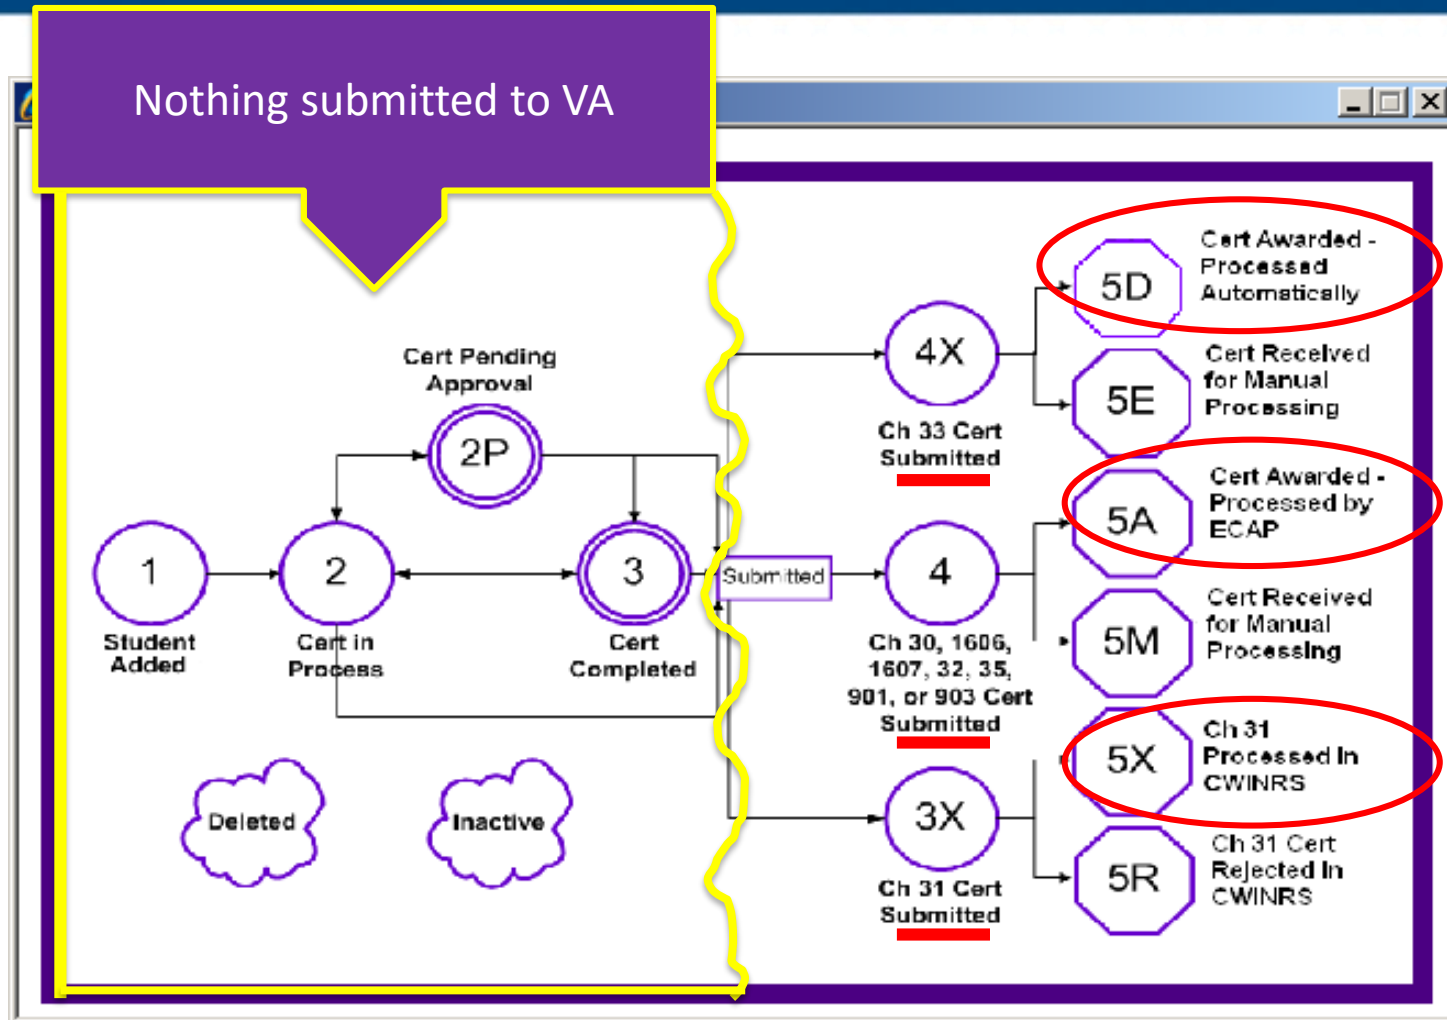 Nothing submitted to VA
Cert Pending
Approval
2P
1
Student
Added
2
Cert in
Process
3
Cert
Completed
Deleted
Inactive
Submitted
4X
Ch 33 Cert
Submitted
4
Ch 30, 1606,
1607, 32, 35,
901, or 903 Cert
Submitted
3X
Ch 31 Cert
Submitted
5D
Cert Awarded -
Processed
Automatically
5E
Cert Received
for Manual
Processing
5A
Cert Awarded -
Processed by
ECAP
5M
Cert Received
for Manual
Processing
5X
Ch 31
Processed in
CWINRS
5R
Ch 31 Cert
Rejected in
CWINRS